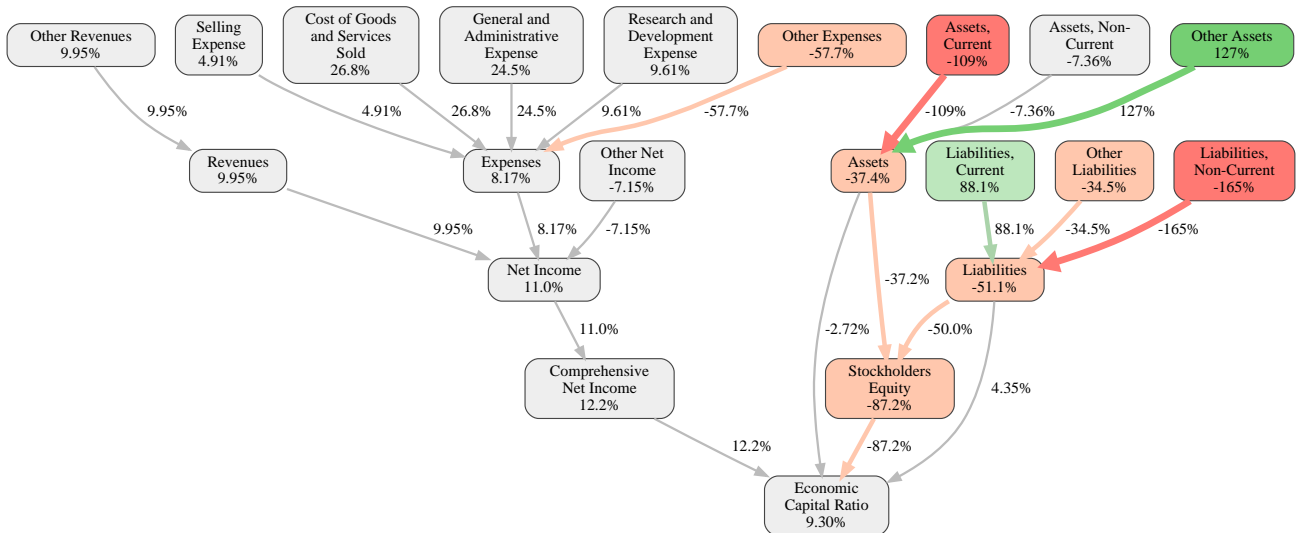 Other Revenues
9.95%
Selling
Expense
4.91%
Cost of Goods
and Services
Sold
26.8%
General and
Administrative
Expense
24.5%
Research and
Development
Expense
9.61%
Other Expenses
-57.7%
Assets,
Current
-109%
Assets, Non-
Current
-7.36%
Other Assets
127%
9.95%
4.91%
26.8%
24.5%
9.61%
-57.7%
-109%
-7.36%
127%
Revenues
9.95%
Expenses
8.17%
Other Net
Income
-7.15%
Assets
-37.4%
Liabilities,
Current
88.1%
Other
Liabilities
-34.5%
Liabilities,
Non-Current
-165%
9.95%
8.17%
-7.15%
88.1%
-34.5%
-165%
Net Income
11.0%
-37.2%
Liabilities
-51.1%
11.0%
-2.72%
-50.0%
Comprehensive
Net Income
12.2%
Stockholders
Equity
-87.2%
4.35%
12.2%
-87.2%
Economic
Capital Ratio
9.30%